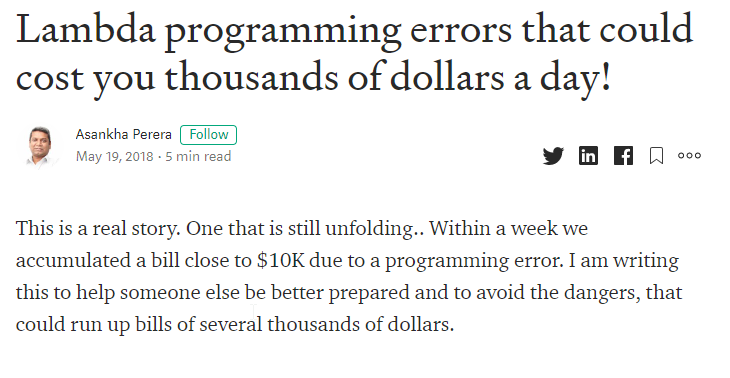 Lambda programming errors that could
cost you thousands of dollars a day!
Asankha Perera Follow
May 19, 2018 · 5 min read
This is a real story. One that is still unfolding.. Within a week we
accumulated a bill close to $10K due to a programming error. I am writing
this to help someone else be better prepared and to avoid the dangers, that
could run up bills of several thousands of dollars.